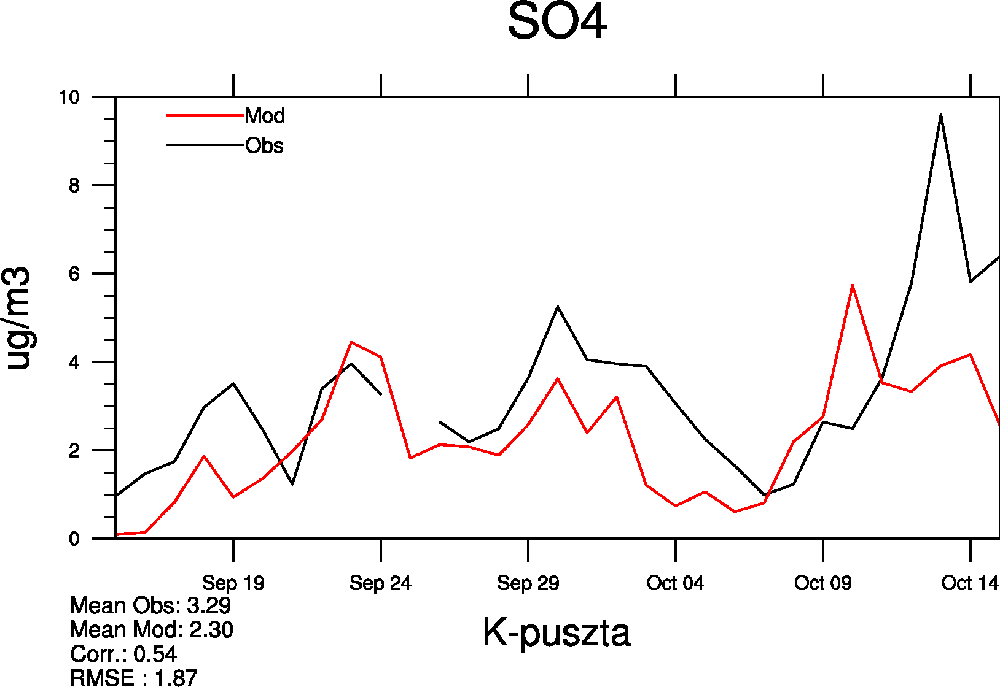 SO4
10
Mod
Obs
8
6
ug/m3
4
2
0
Sep 19 Sep 24 Sep 29 Oct 04 Oct 09 Oct 14
Mean Obs: 3.29
Mean Mod: 2.30
K-puszta
Corr.: 0.54
RMSE : 1.87